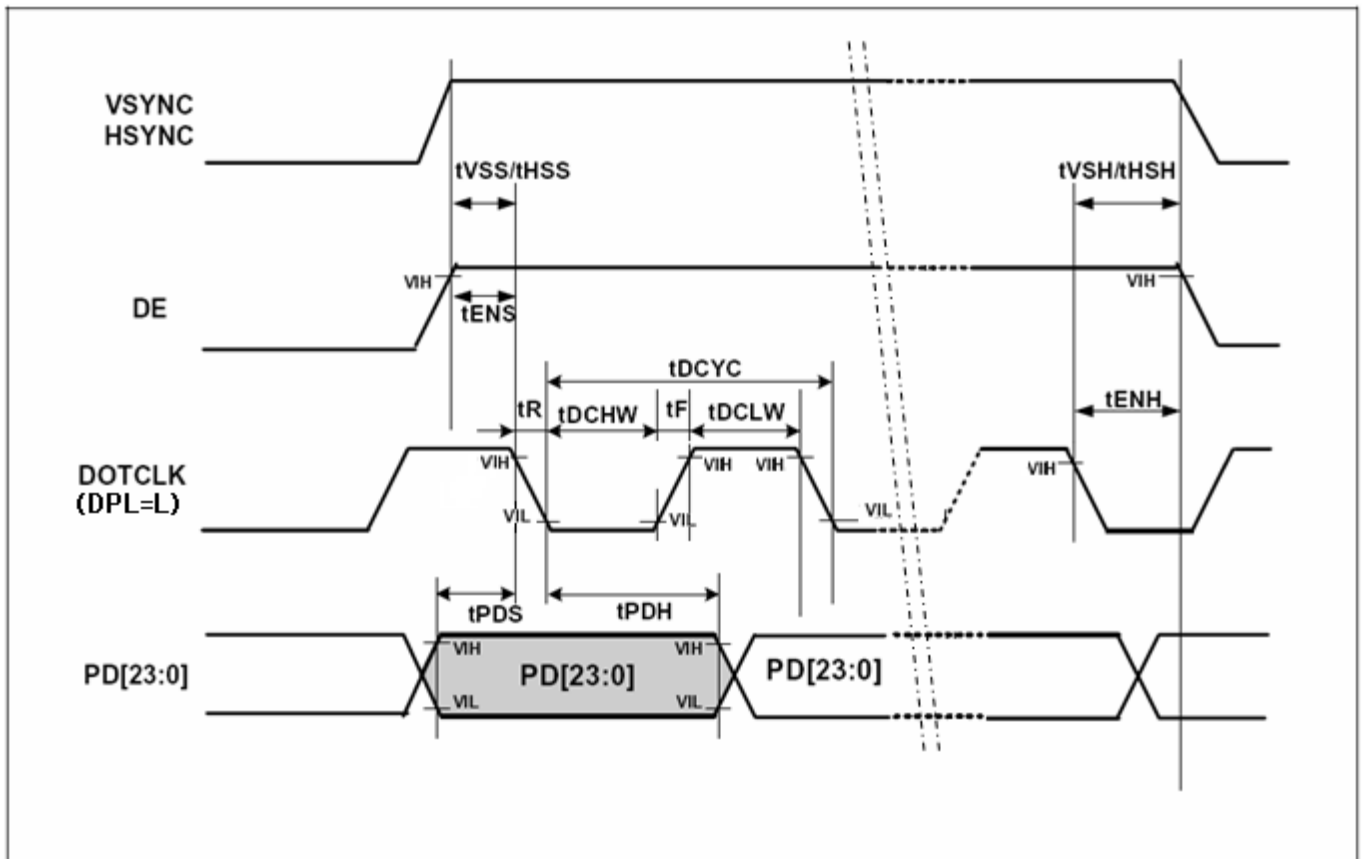 VSYNC
HSYNC
tVSS/tHSS
tVSH/tHSH
VIH
VIH
DE
tENS
tDCYC
tENH
tR
tDCHW
tF
tDCLW
DOTCLK
(DPL=L)
VIH
VIH
VIH
VIH
VIL
VIL
VIL
tPDS
tPDH
VIH
VIH
PD[23:0]
PD[23:0]
PD[23:0]
VIL
VIL